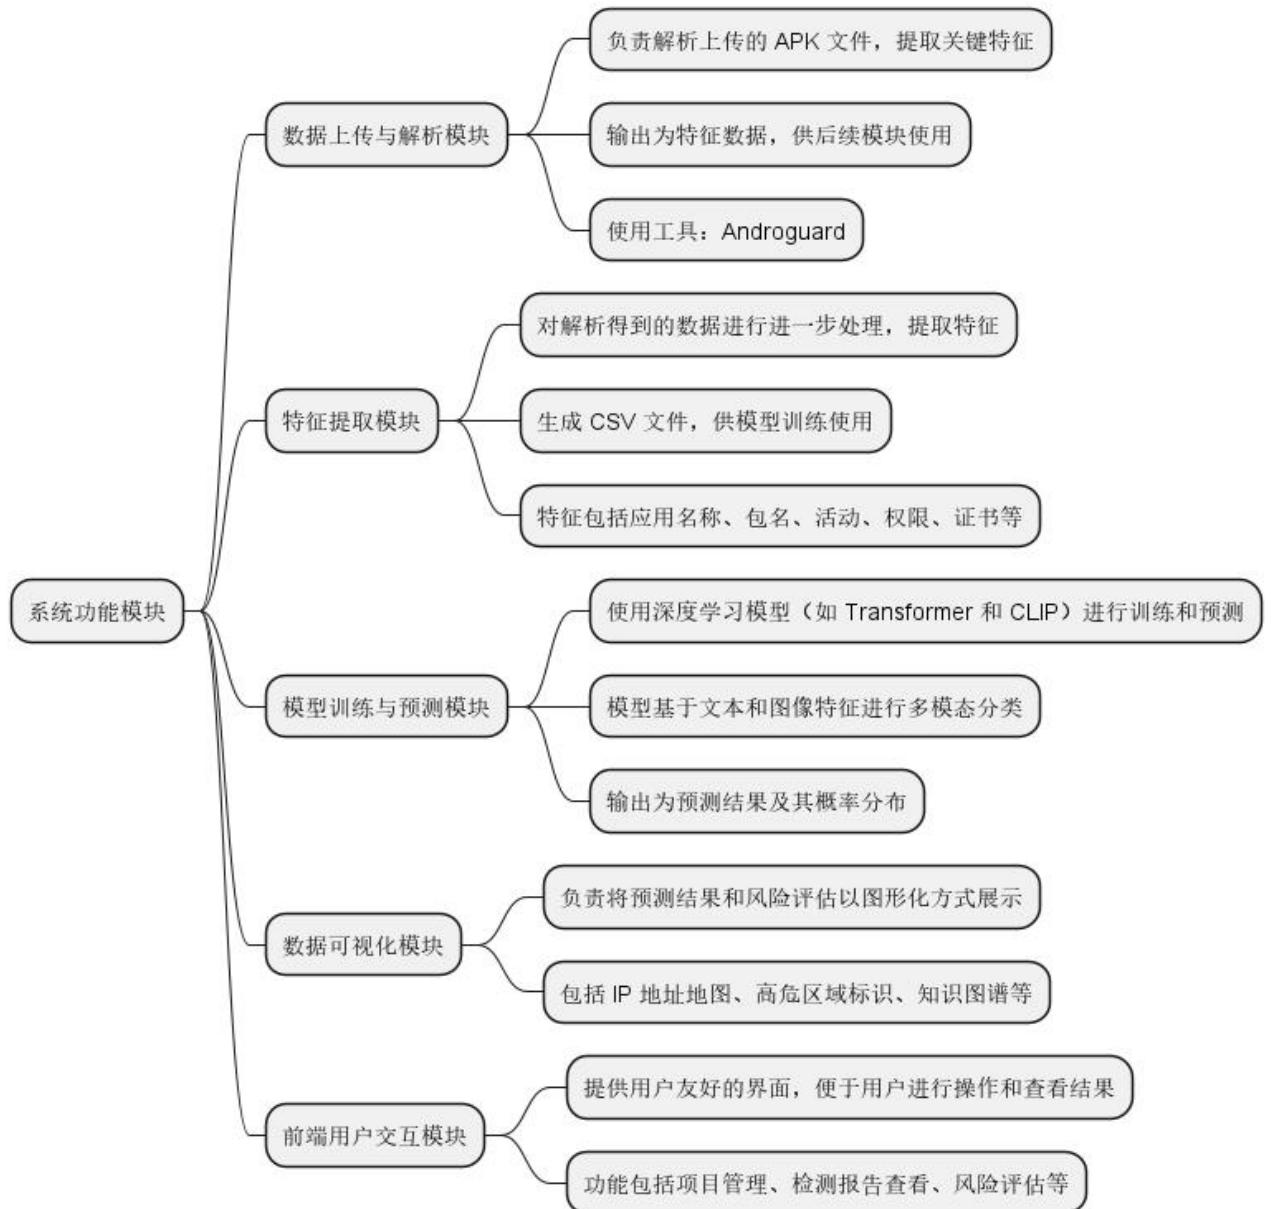 系统功能模块
数据上传与解析模块
负责解析上传的 APK 文件，提取关键特征
输出为特征数据，供后续模块使用
使用工具：Androguard
特征提取模块
对解析得到的数据进行进一步处理，提取特征
生成 CSV 文件，供模型训练使用
特征包括应用名称、包名、活动、权限、证书等
模型训练与预测模块
使用深度学习模型（如 Transformer 和 CLIP）进行训练和预测
模型基于文本和图像特征进行多模态分类
输出为预测结果及其概率分布
数据可视化模块
负责将预测结果和风险评估以图形化方式展示
包括 IP 地址地图、高危区域标识、知识图谱等
前端用户交互模块
提供用户友好的界面，便于用户进行操作和查看结果
功能包括项目管理、检测报告查看、风险评估等